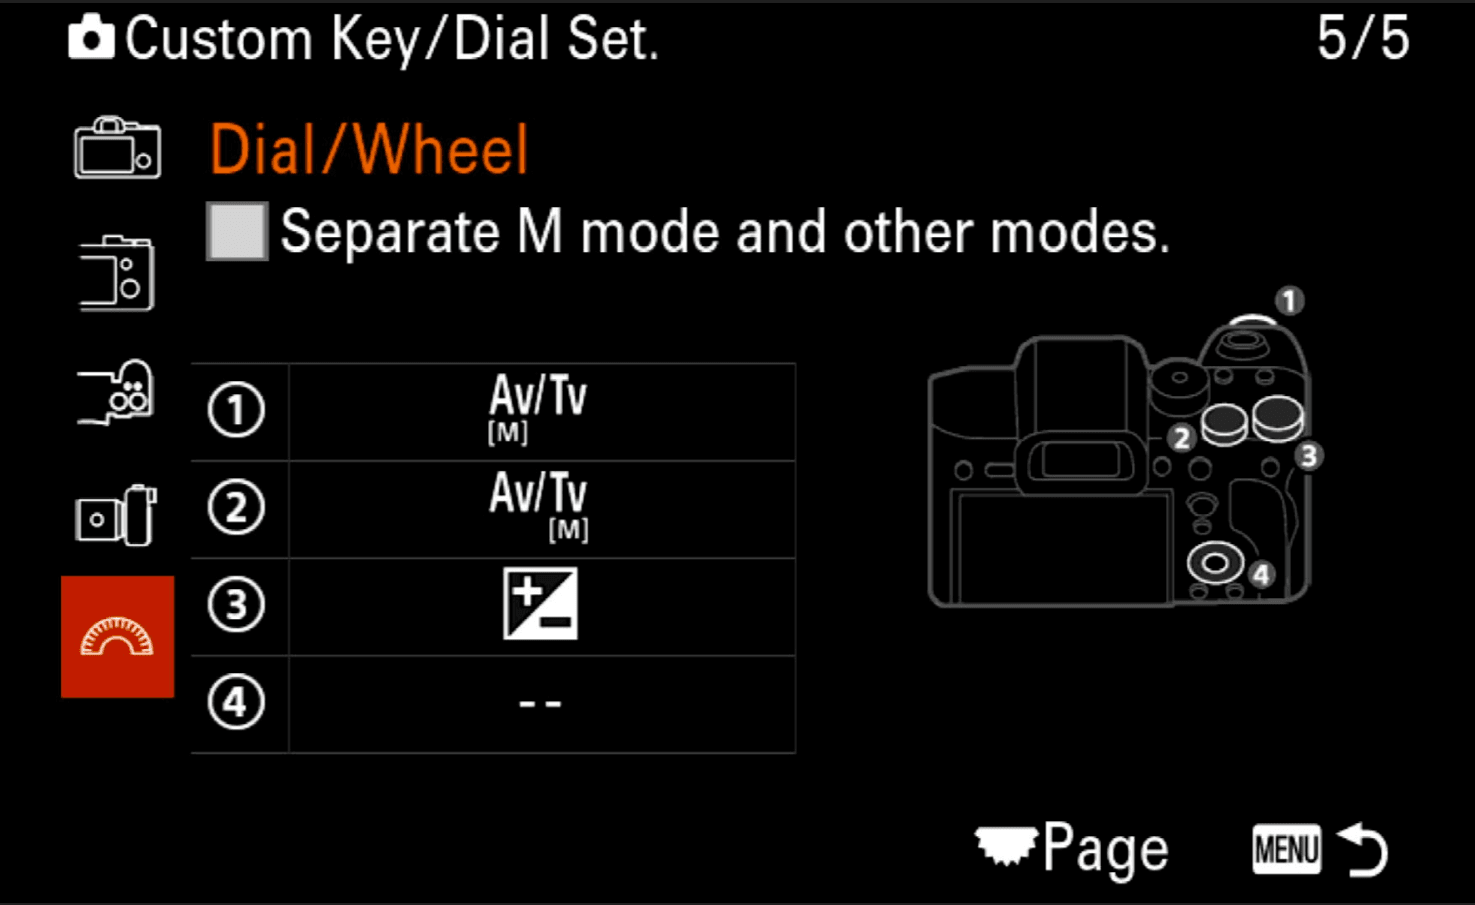 Custom Key/Dial Set. 5/5
Dial/Wheel
Separate M mode and other modes.
① Av/Tv
[M]
② Av/Tv
[M]
③ +-
④ --
1
2
3
4
Page MENU